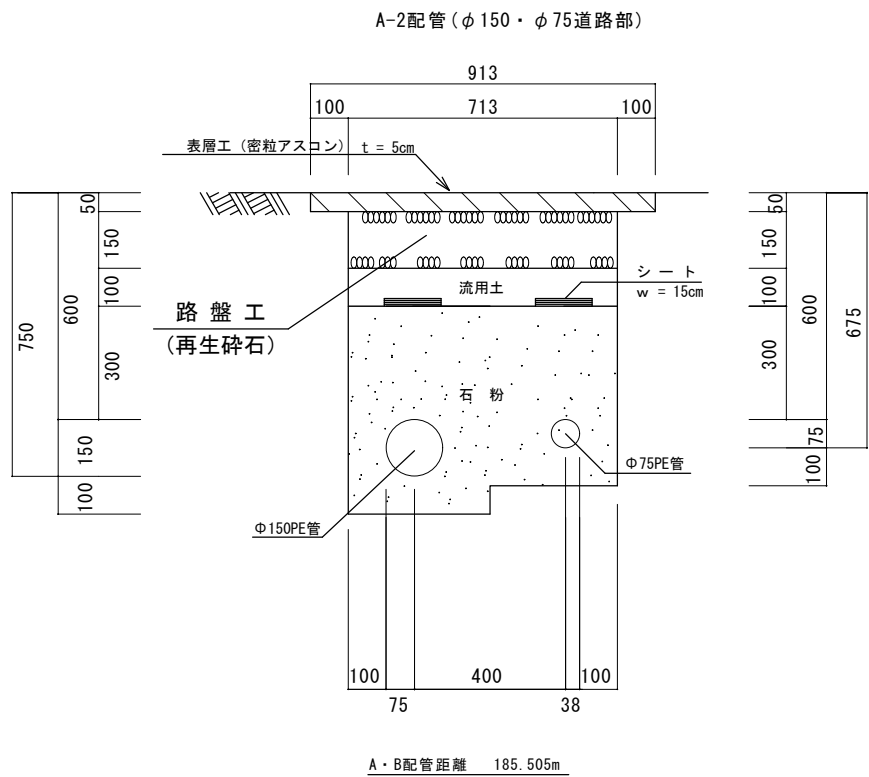 A-2配管(φ150・φ75道路部)
913
100 713 100
表層工(密粒アスコン) t = 5cm
50 50
150 150
100 100
600 600
750 675
300 300
150 75
100 100
シート
w = 15cm
流用土
路盤工
(再生砕石)
石粉
Φ75PE管
Φ150PE管
100 400 100
75 38
A・B配管距離 185.505m